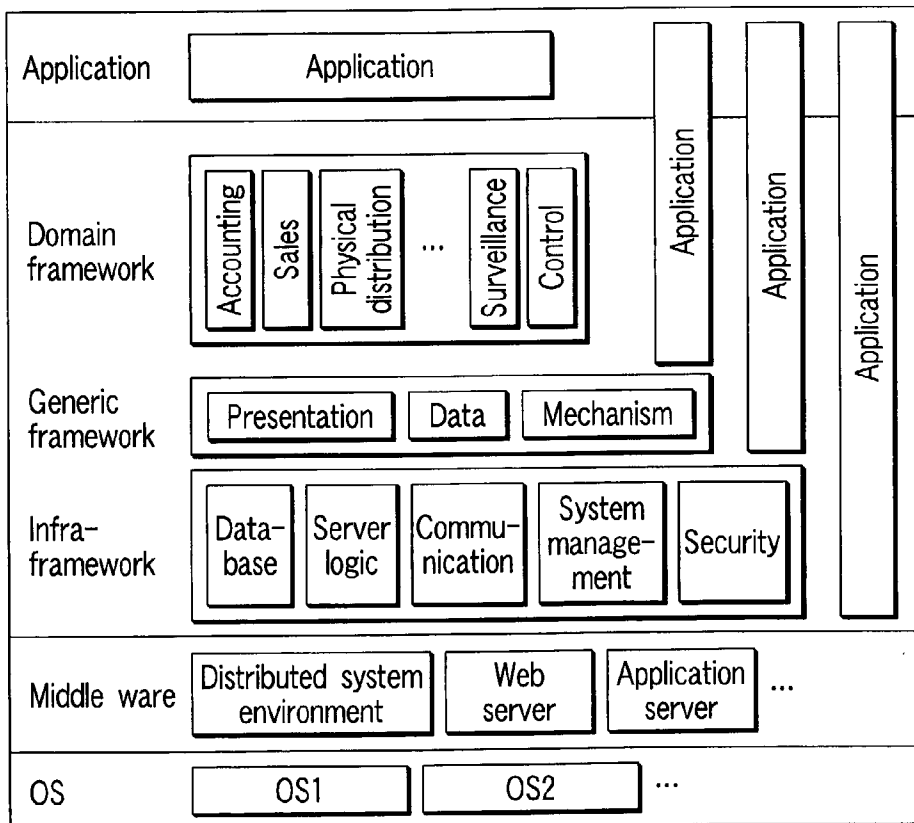 Application
Application
Application
Application
Application
Domain
framework
Accounting
Sales
Physical
distribution
...
Surveillance
Control
Generic
framework
Presentation
Data
Mechanism
Infra-
framework
Data-
base
Server
logic
Commu-
nication
System
manage-
ment
Security
Middle ware
Distributed system
environment
Web
server
Application
server
...
OS
OS1
OS2
...